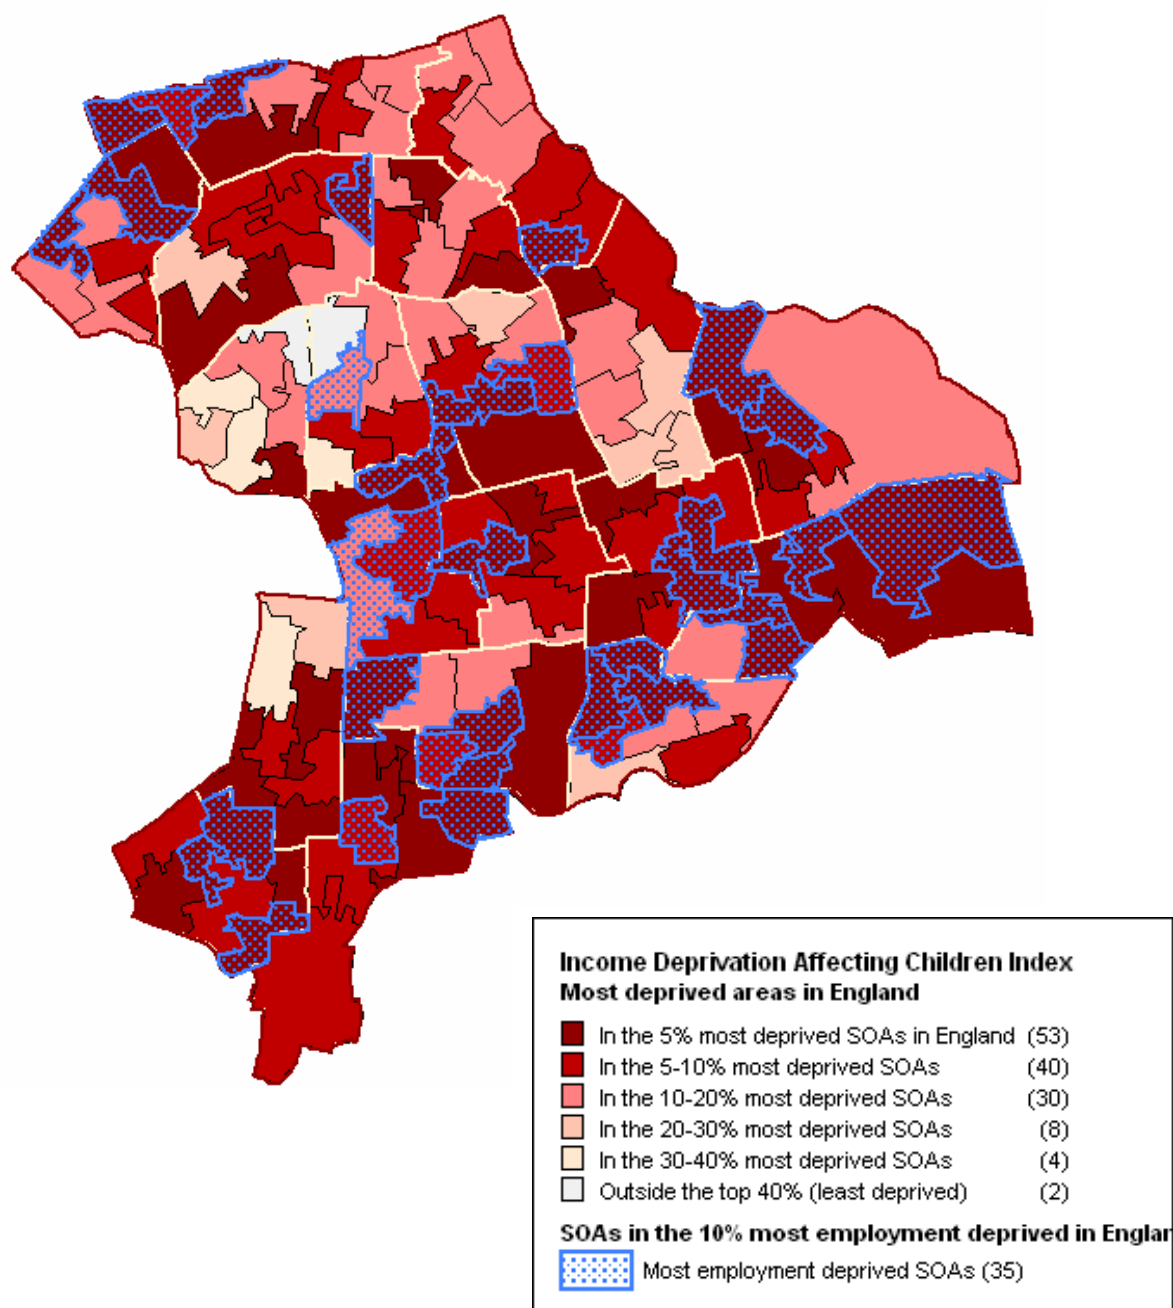 Income Deprivation Affecting Children Index
Most deprived areas in England
In the 5% most deprived SOAs in England (53)
In the 5-10% most deprived SOAs (40)
In the 10-20% most deprived SOAs (30)
In the 20-30% most deprived SOAs (8)
In the 30-40% most deprived SOAs (4)
Outside the top 40% (least deprived) (2)
SOAs in the 10% most employment deprived in Englar
Most employment deprived SOAs (35)